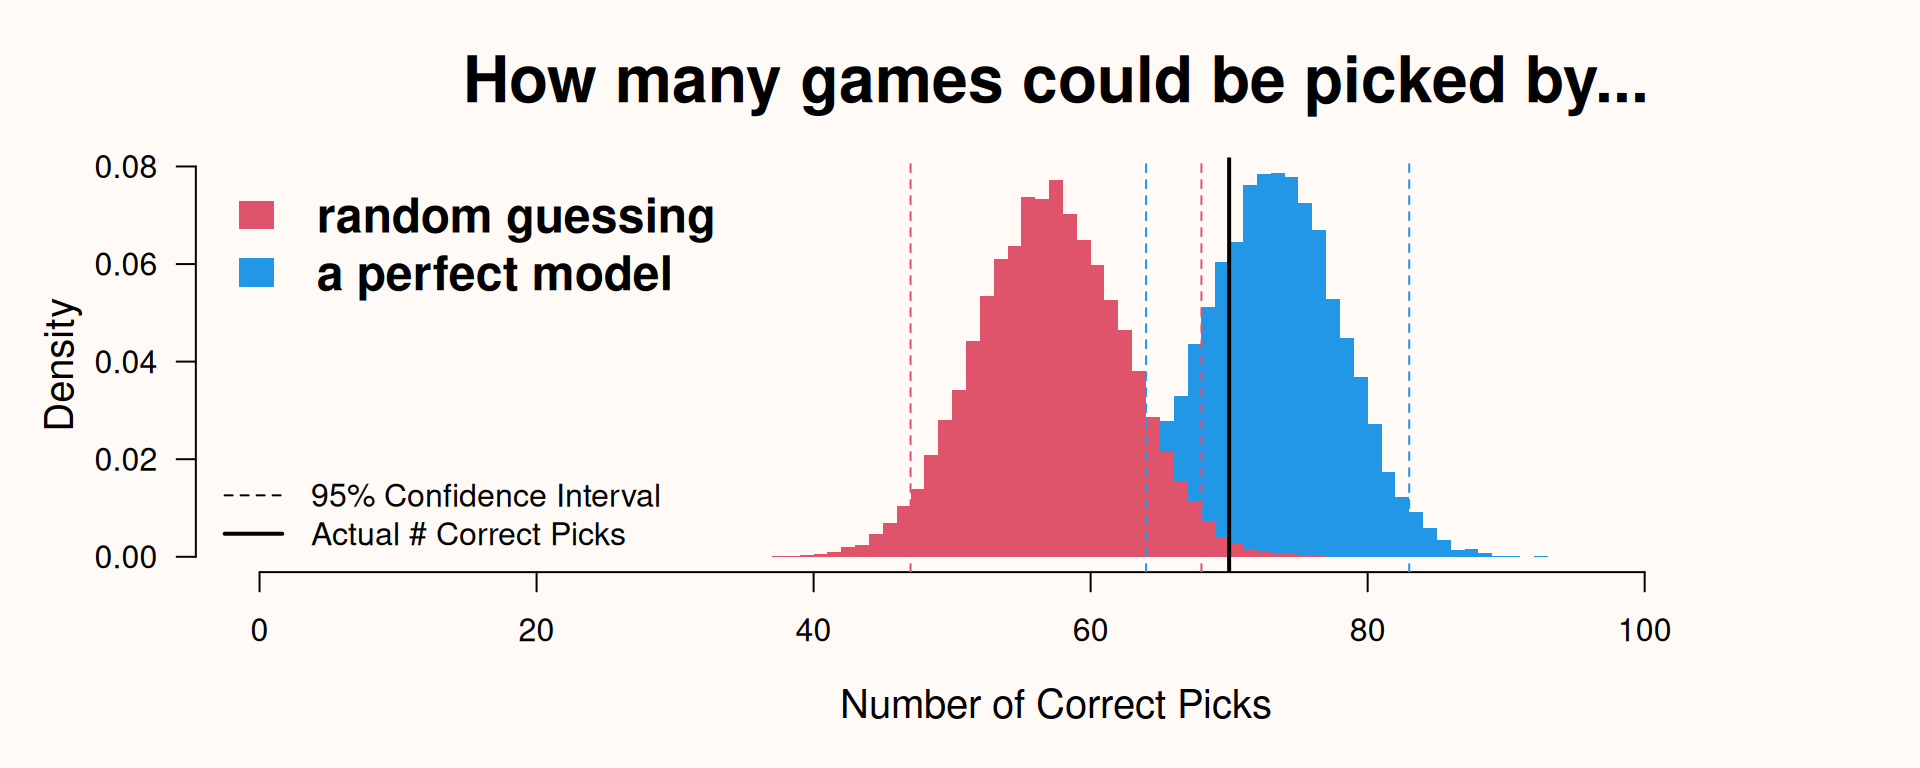 How many games could be picked by...
random guessing
a perfect model
95% Confidence Interval
Actual # Correct Picks
Density
0.08
0.06
0.04
0.02
0.00
0 20 40 60 80 100
Number of Correct Picks